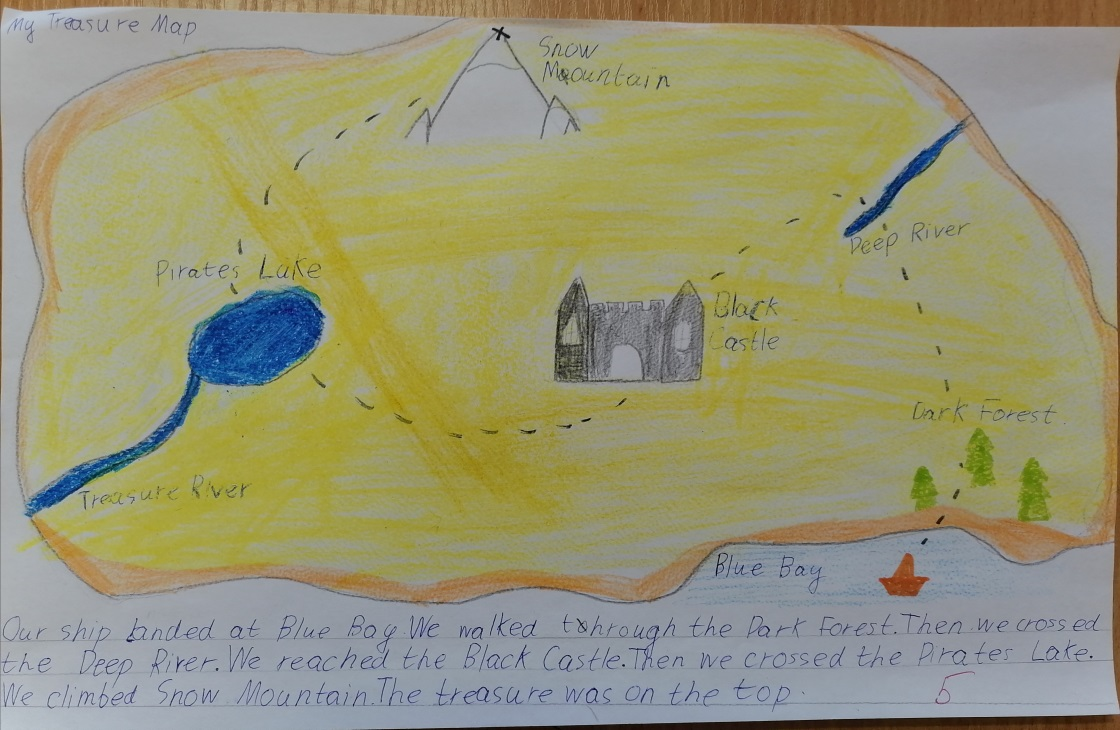 My Treasure Map
Snow
Mountain
Deep River
Pirates Lake
Black
Castle
Dark Forest
Treasure River
Blue Bay
Our ship landed at Blue Bay. We walked through the Dark Forest. Then we crossed
the Deep River. We reached the Black Castle. Then we crossed the Pirates Lake.
We climbed Snow Mountain. The treasure was on the top.
5